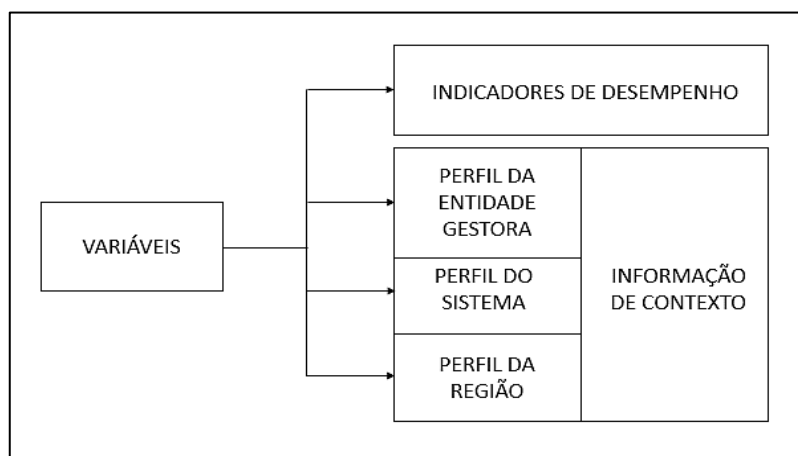 INDICADORES DE DESEMPENHO
VARIÁVEIS
PERFIL DA
ENTIDADE
GESTORA
PERFIL DO
SISTEMA
PERFIL DA
REGIÃO
INFORMAÇÃO
DE CONTEXTO